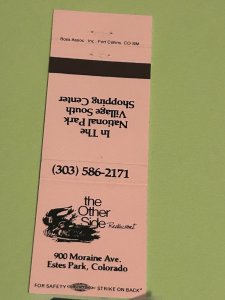 Boss Assoc., Inc., Fort Collins, CO 80M
In The
National Park
Village South
Shopping Center
(303) 586-2171
the
Other
Side Restaurant
900 Moraine Ave.
Estes Park, Colorado
FOR SAFETY STRIKE ON BACK